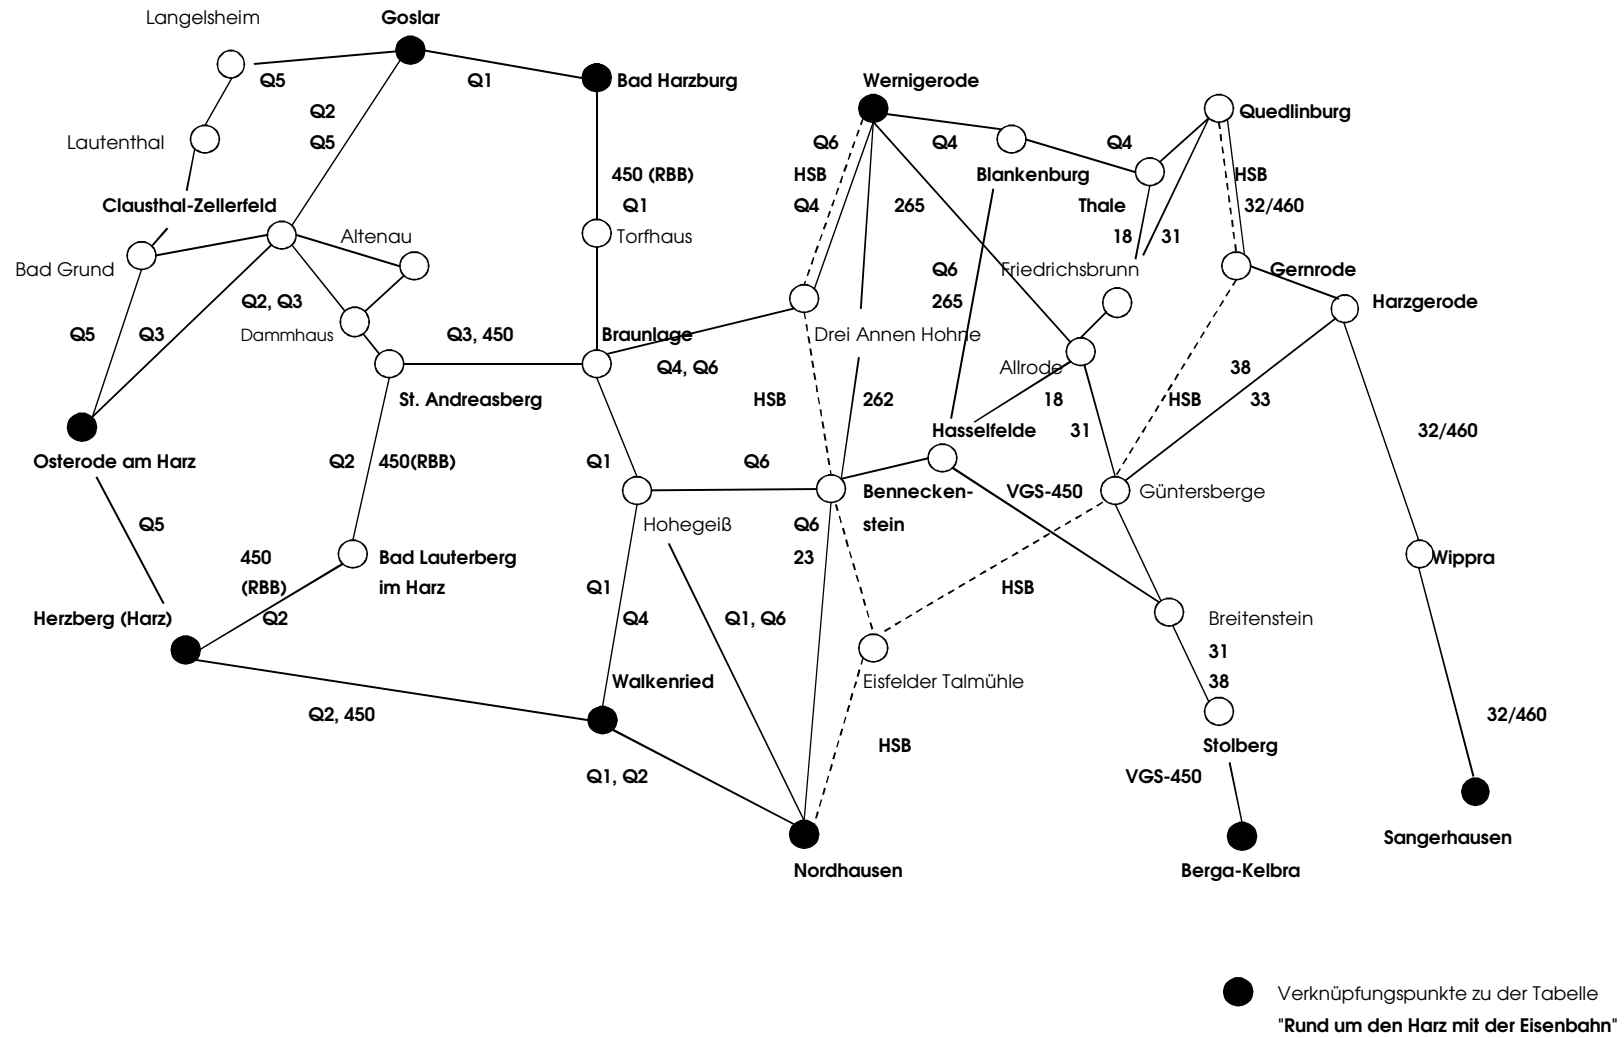 Langelsheim
Goslar
Q5
Q1
Bad Harzburg
Wernigerode
Quedlinburg
Q2
Q5
Lautenthal
Q6
Q4
Q4
450 (RBB)
HSB
Blankenburg
HSB
Clausthal-Zellerfeld
Q1
Q4
265
Thale
32/460
Altenau
Torfhaus
18
31
Bad Grund
Q6
Friedrichsbrunn
Gernrode
Q2, Q3
265
Harzgerode
Q5
Q3
Dammhaus
Q3, 450
Braunlage
Drei Annen Hohne
Q4, Q6
Allrode
38
St. Andreasberg
HSB
262
18
HSB
33
Hasselfelde
31
32/460
Osterode am Harz
Q2
450(RBB)
Q1
Q6
Bennecken-
stein
VGS-450
Güntersberge
Q5
Hohegeiß
Q6
23
450
(RBB)
Bad Lauterberg
im Harz
Wippra
Q1
HSB
Herzberg (Harz)
Q2
Q4
Q1, Q6
Breitenstein
31
38
Walkenried
Eisfelder Talmühle
Q2, 450
32/460
HSB
Stolberg
Q1, Q2
VGS-450
Sangerhausen
Nordhausen
Berga-Kelbra
Verknüpfungspunkte zu der Tabelle
"Rund um den Harz mit der Eisenbahn"